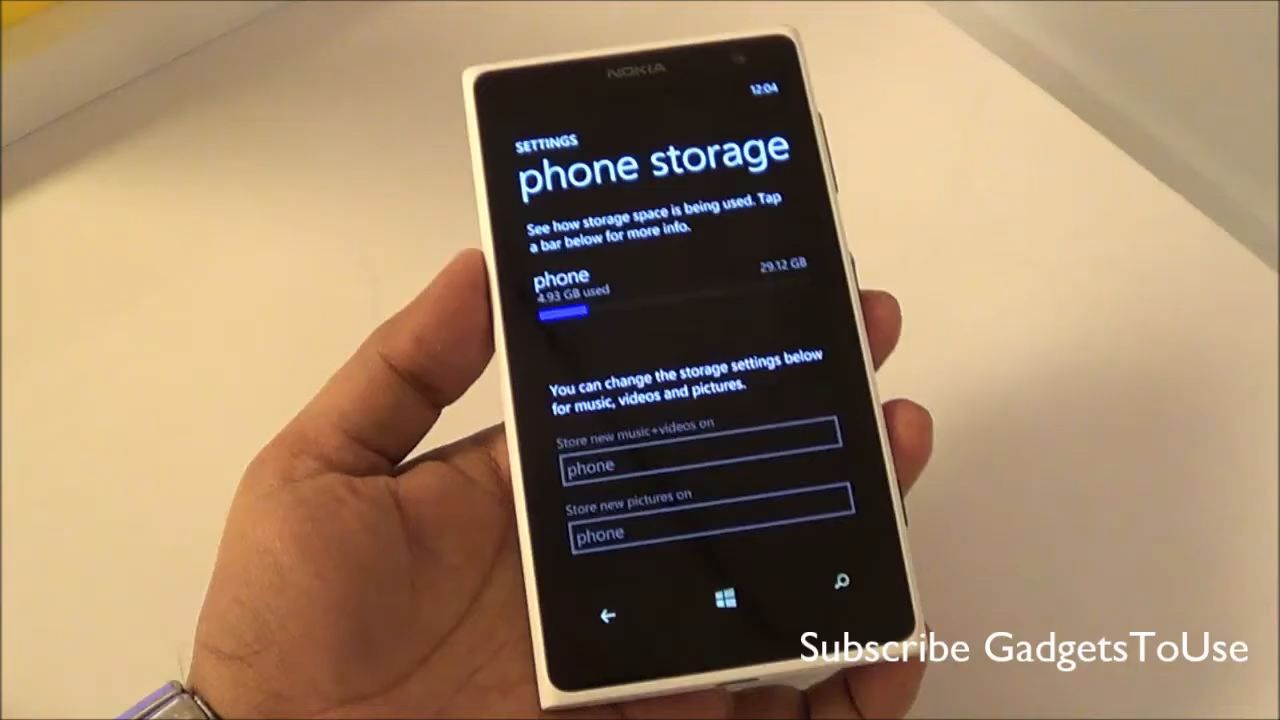 NOKIA
12:04
SETTINGS
phone storage
See how storage space is being used. Tap
a bar below for more info.
phone
29.12 GB
4.93 GB used
You can change the storage settings below
for music, videos and pictures.
Store new music+videos on
phone
Store new pictures on
phone
Subscribe GadgetsToUse